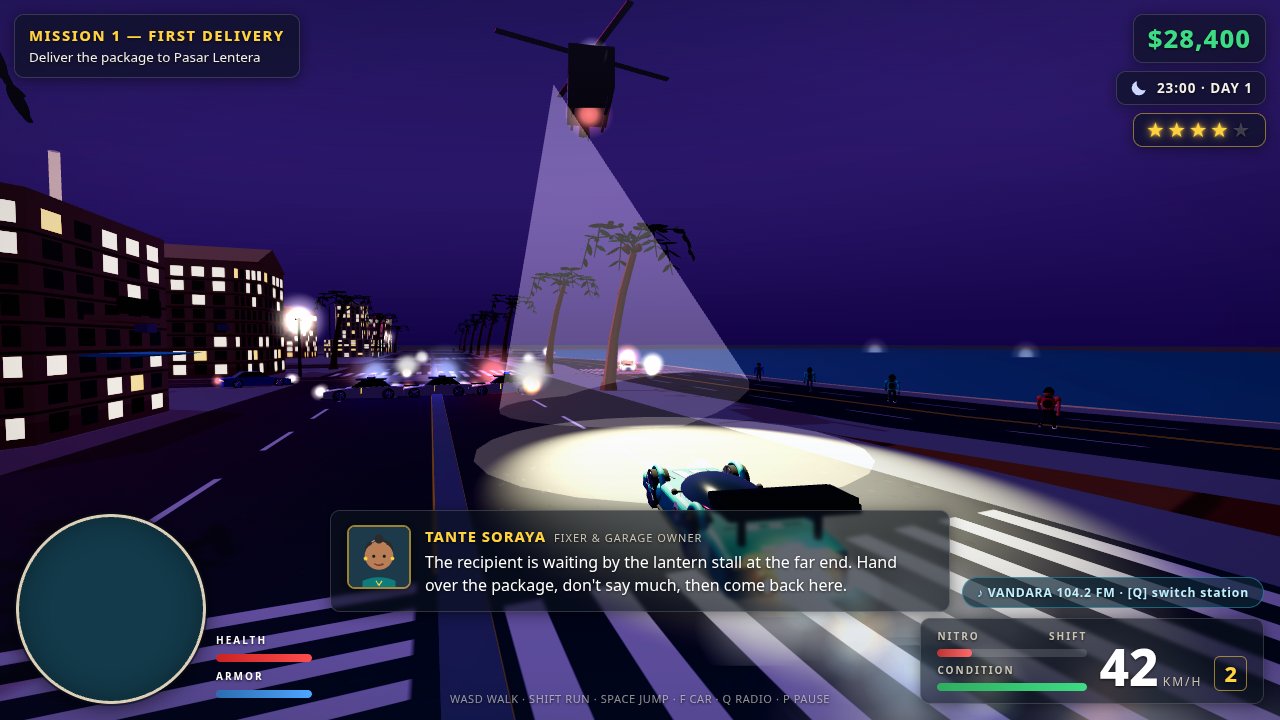 MISSION 1 — FIRST DELIVERY
Deliver the package to Pasar Lentera
$28,400
23:00 · DAY 1
TANTE SORAYA FIXER & GARAGE OWNER
The recipient is waiting by the lantern stall at the far end. Hand
over the package, don't say much, then come back here.
♪ VANDARA 104.2 FM · [Q] switch station
HEALTH
ARMOR
NITRO SHIFT
CONDITION
42 KM/H 2
WASD WALK · SHIFT RUN · SPACE JUMP · F CAR · Q RADIO · P PAUSE